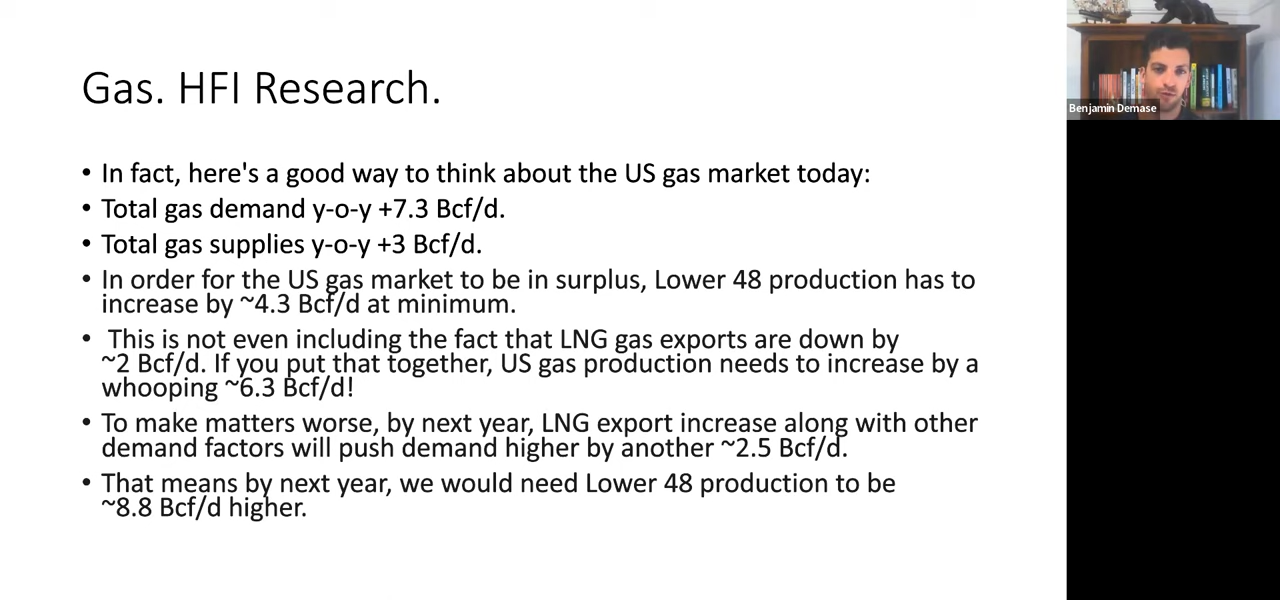 Gas. HFI Research.
• In fact, here's a good way to think about the US gas market today:
• Total gas demand y-o-y +7.3 Bcf/d.
• Total gas supplies y-o-y +3 Bcf/d.
• In order for the US gas market to be in surplus, Lower 48 production has to
increase by ~4.3 Bcf/d at minimum.
• This is not even including the fact that LNG gas exports are down by
~2 Bcf/d. If you put that together, US gas production needs to increase by a
whooping ~6.3 Bcf/d!
• To make matters worse, by next year, LNG export increase along with other
demand factors will push demand higher by another ~2.5 Bcf/d.
• That means by next year, we would need Lower 48 production to be
~8.8 Bcf/d higher.
Benjamin Demase